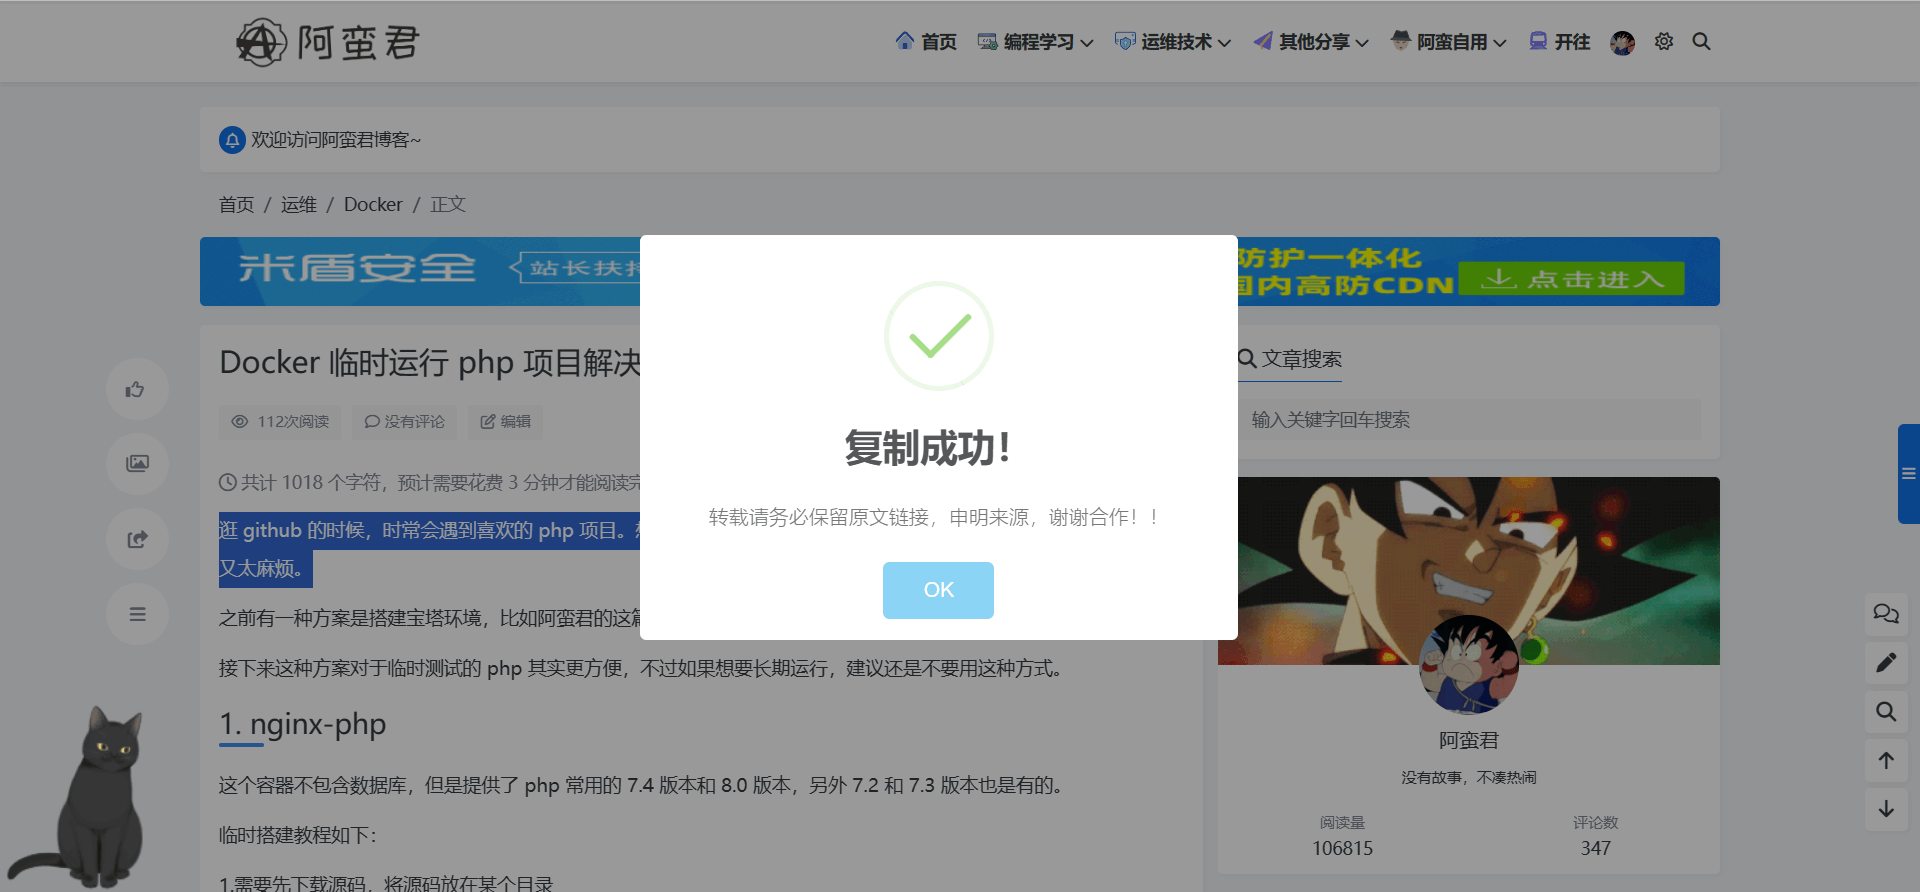 阿蛮君
首页 编程学习 运维技术 其他分享 阿蛮自用 开往
欢迎访问阿蛮君博客~
首页 / 运维 / Docker / 正文
米盾安全 站长扶持
防护一体化
国内高防CDN 点击进入
Docker 临时运行 php 项目解决
112次阅读 没有评论 编辑
共计 1018 个字符，预计需要花费 3 分钟才能阅读完
逛 github 的时候，时常会遇到喜欢的 php 项目。想
又太麻烦。
之前有一种方案是搭建宝塔环境，比如阿蛮君的这篇
接下来这种方案对于临时测试的 php 其实更方便，不过如果想要长期运行，建议还是不要用这种方式。
1. nginx-php
这个容器不包含数据库，但是提供了 php 常用的 7.4 版本和 8.0 版本，另外 7.2 和 7.3 版本也是有的。
临时搭建教程如下：
1.需要先下载源码，将源码放在某个目录
复制成功！
转载请务必保留原文链接，申明来源，谢谢合作！！
OK
文章搜索
输入关键字回车搜索
阿蛮君
没有故事，不凑热闹
阅读量 评论数
106815 347